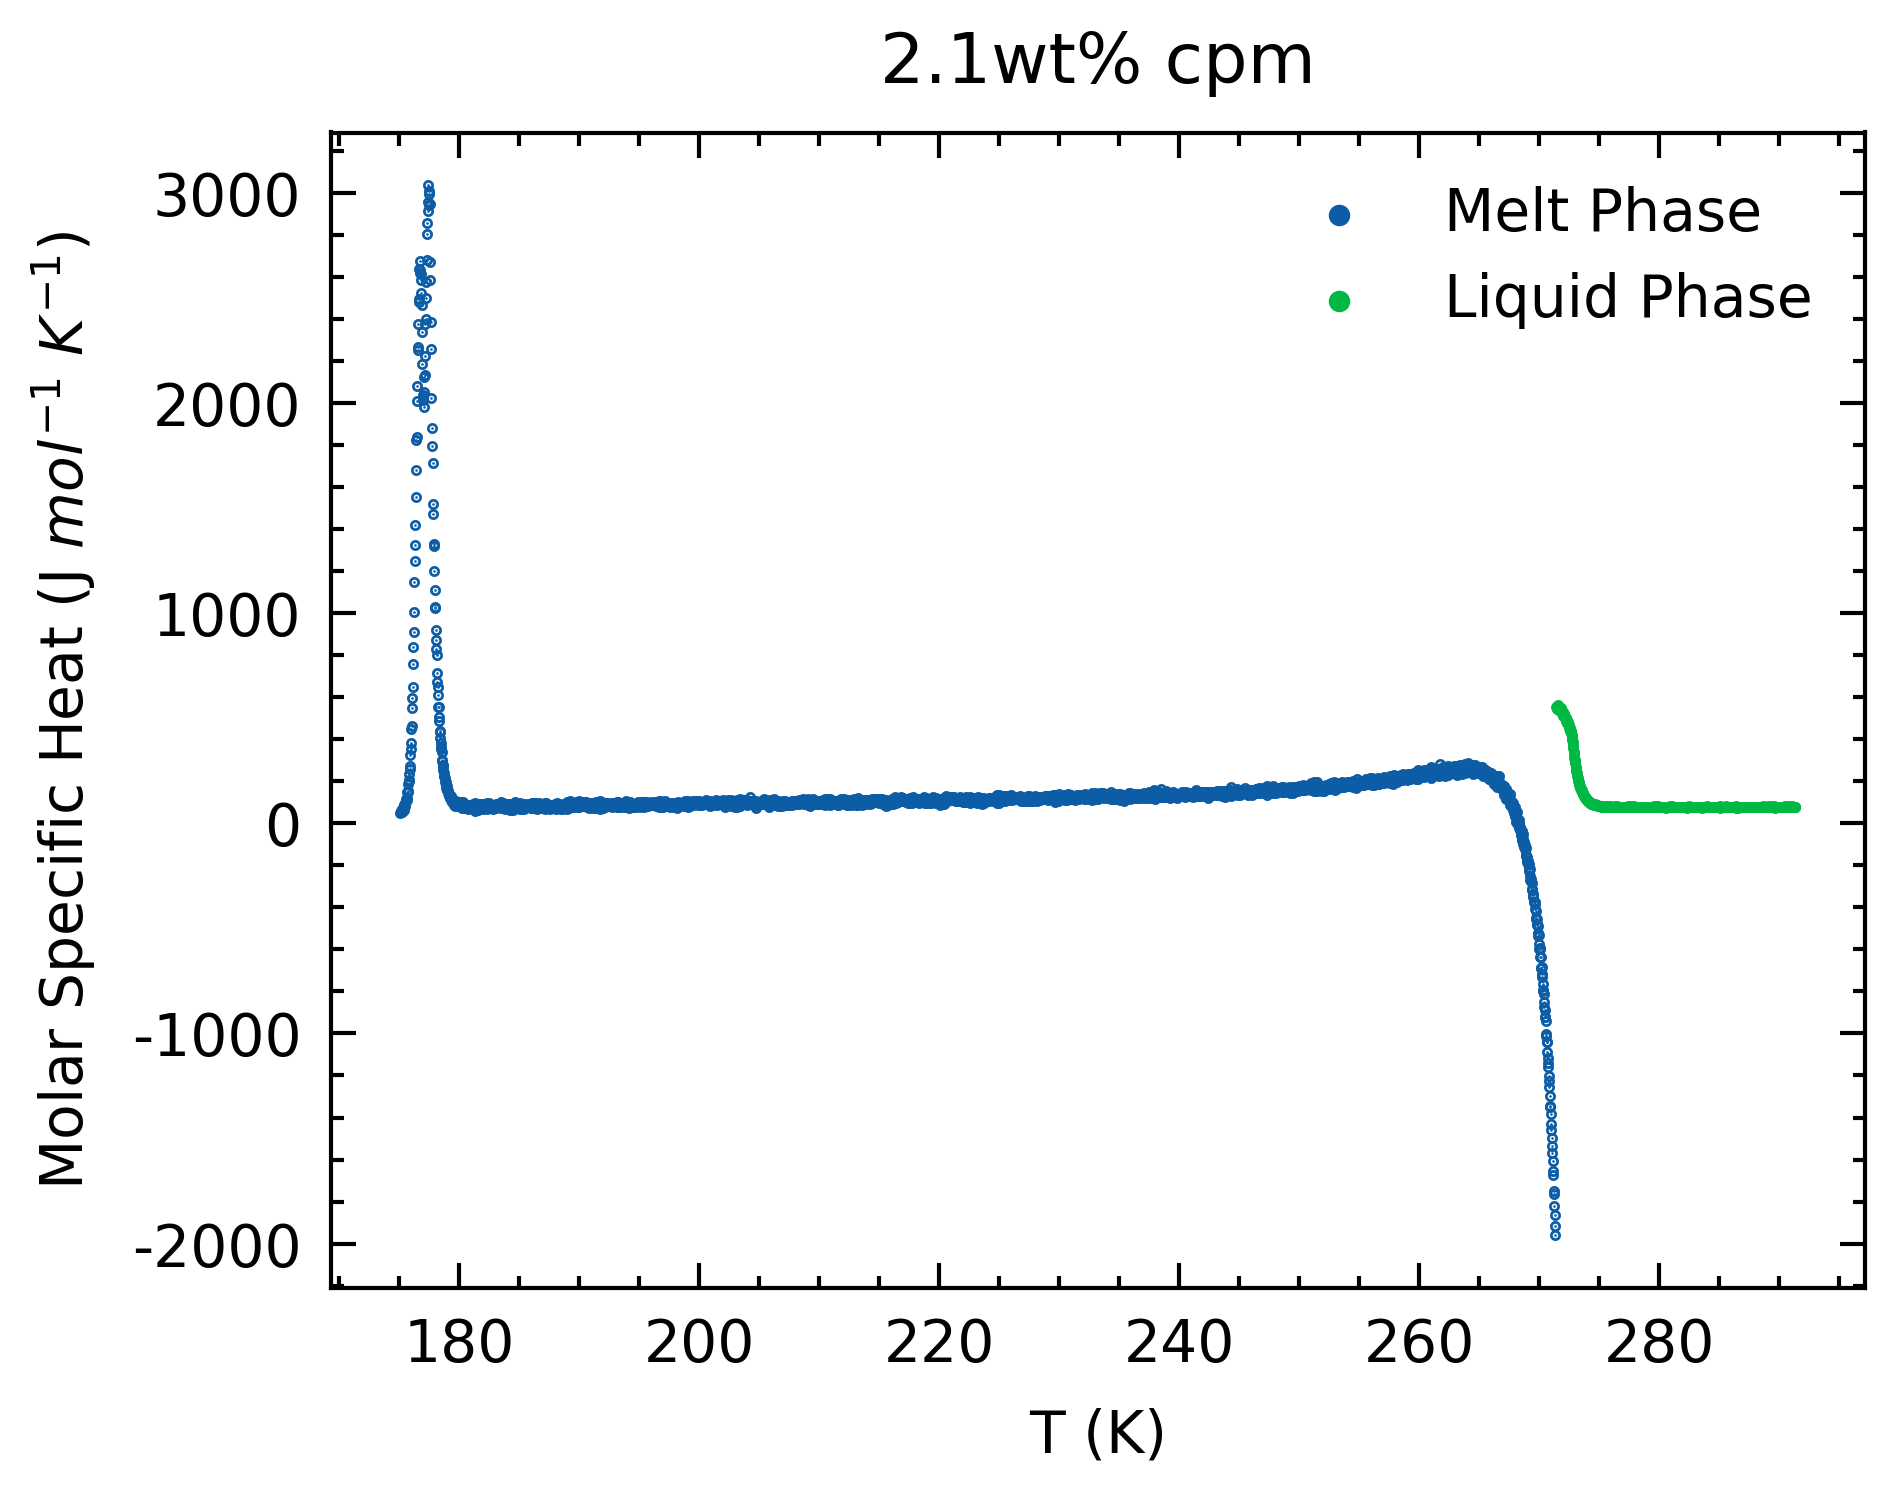 2.1wt% cpm
Molar Specific Heat (J mol⁻¹ K⁻¹)
3000
2000
1000
0
-1000
-2000
Melt Phase
Liquid Phase
180 200 220 240 260 280
T (K)